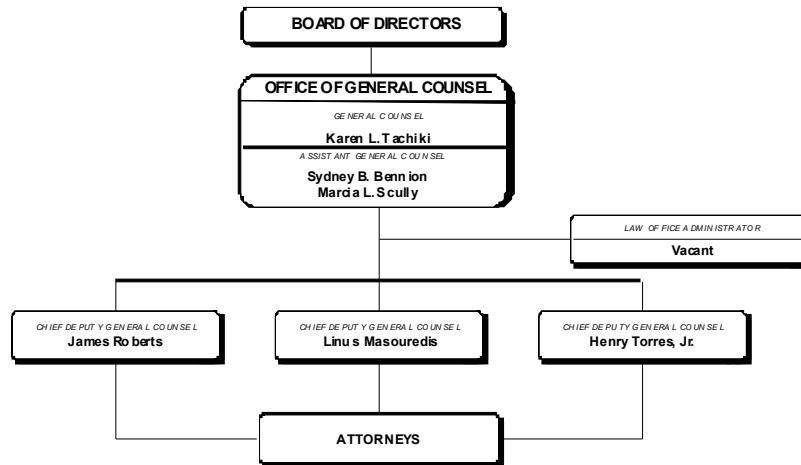 BOARD OF DIRECTORS
OFFICE OF GENERAL COUNSEL
GENERAL COUNSEL
Karen L. Tachiki
ASSISTANT GENERAL COUNSEL
Sydney B. Bennion
Marcia L. Scully
LAW OFFICE ADMINISTRATOR
Vacant
CHIEF DEPUTY GENERAL COUNSEL
James Roberts
CHIEF DEPUTY GENERAL COUNSEL
Linus Masouredis
CHIEF DEPUTY GENERAL COUNSEL
Henry Torres, Jr.
ATTORNEYS